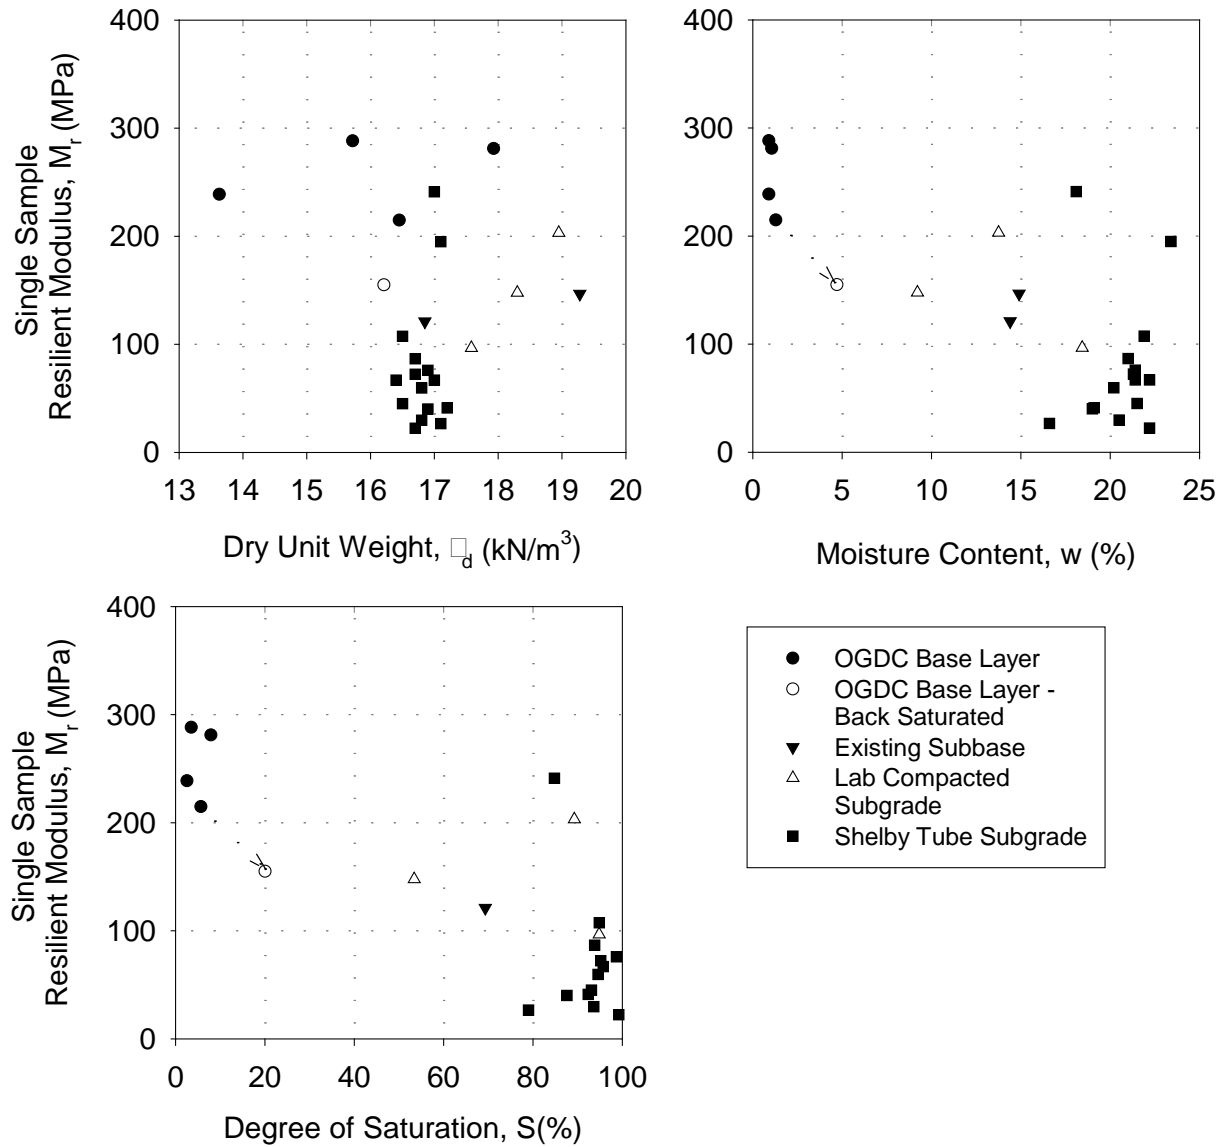 400
300
200
100
0
13 14 15 16 17 18 19 20
Single Sample
Resilient Modulus, Mr (MPa)
Dry Unit Weight, □d (kN/m3)
400
300
200
100
0
0 5 10 15 20 25
Moisture Content, w (%)
400
300
200
100
0
0 20 40 60 80 100
Single Sample
Resilient Modulus, Mr (MPa)
Degree of Saturation, S(%)
OGDC Base Layer
OGDC Base Layer -
Back Saturated
Existing Subbase
Lab Compacted
Subgrade
Shelby Tube Subgrade